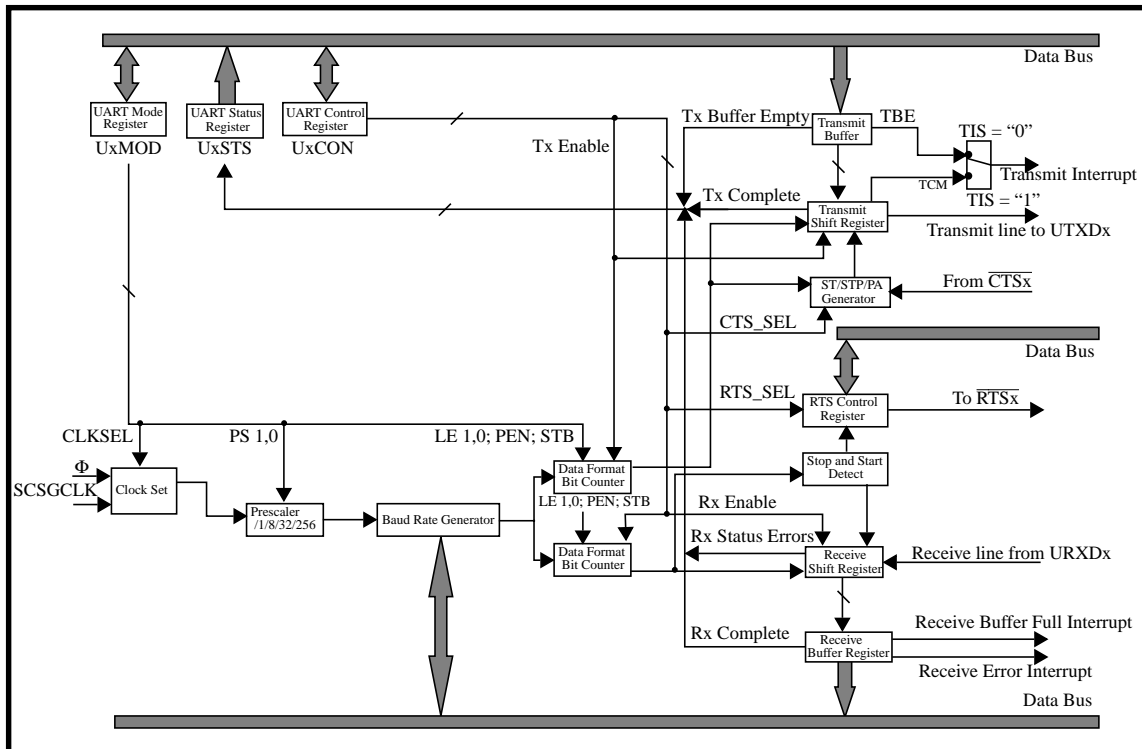 Data Bus
UART Mode
Register
UxMOD
UART Status
Register
UxSTS
UART Control
Register
UxCON
Tx Enable
Tx Buffer Empty
Transmit
Buffer
TBE
TIS = “0”
Transmit Interrupt
TCM
TIS = “1”
Tx Complete
Transmit
Shift Register
Transmit line to UTXDx
ST/STP/PA
Generator
From CTSx
CTS_SEL
Data Bus
RTS_SEL
RTS Control
Register
To RTSx
CLKSEL
PS 1,0
LE 1,0; PEN; STB
Φ
SCSGCLK
Clock Set
Prescaler
/1/8/32/256
Baud Rate Generator
Data Format
Bit Counter
LE 1,0; PEN; STB
Data Format
Bit Counter
Stop and Start
Detect
Rx Enable
Rx Status Errors
Receive
Shift Register
Receive line from URXDx
Rx Complete
Receive
Buffer Register
Receive Buffer Full Interrupt
Receive Error Interrupt
Data Bus